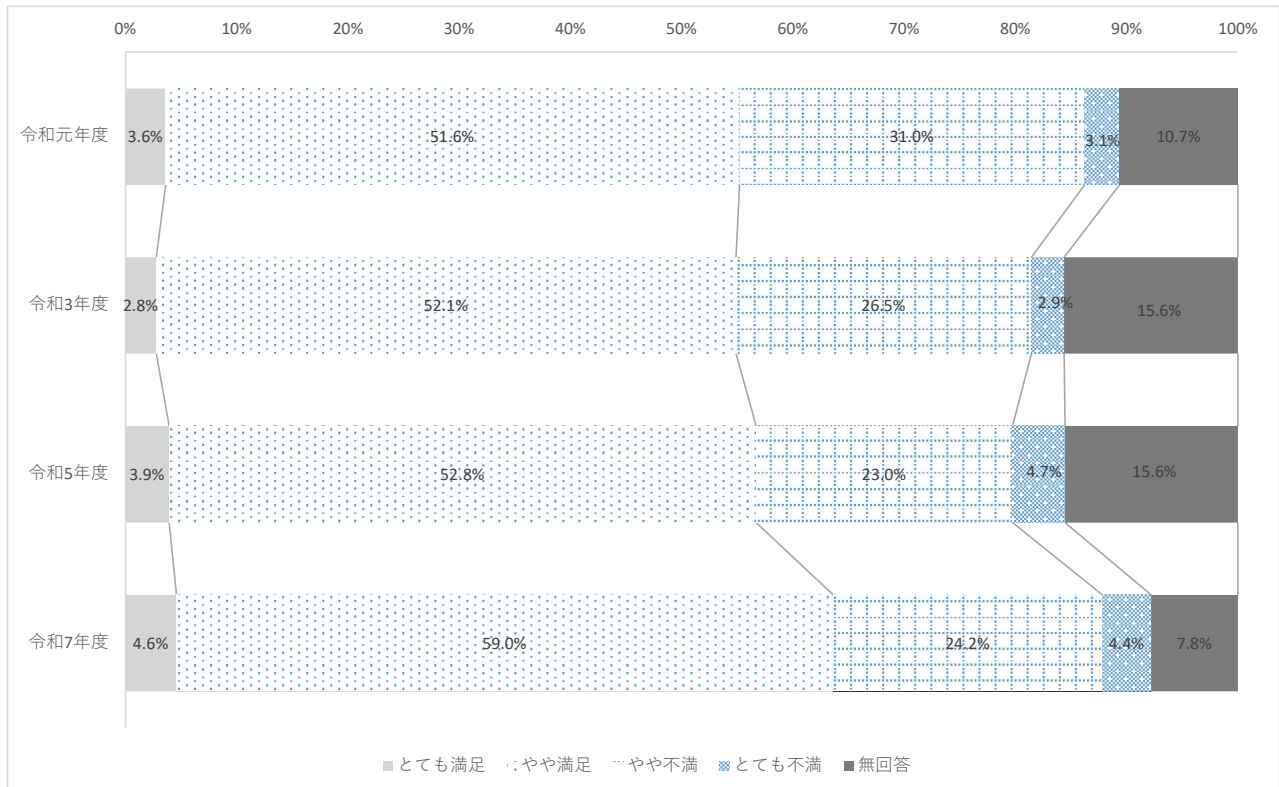 0% 10% 20% 30% 40% 50% 60% 70% 80% 90% 100%
令和元年度 3.6% 51.6% 31.0% 3.1% 10.7%
令和3年度 2.8% 52.1% 26.5% 2.9% 15.6%
令和5年度 3.9% 52.8% 23.0% 4.7% 15.6%
令和7年度 4.6% 59.0% 24.2% 4.4% 7.8%
とても満足 やや満足 やや不満 とても不満 無回答